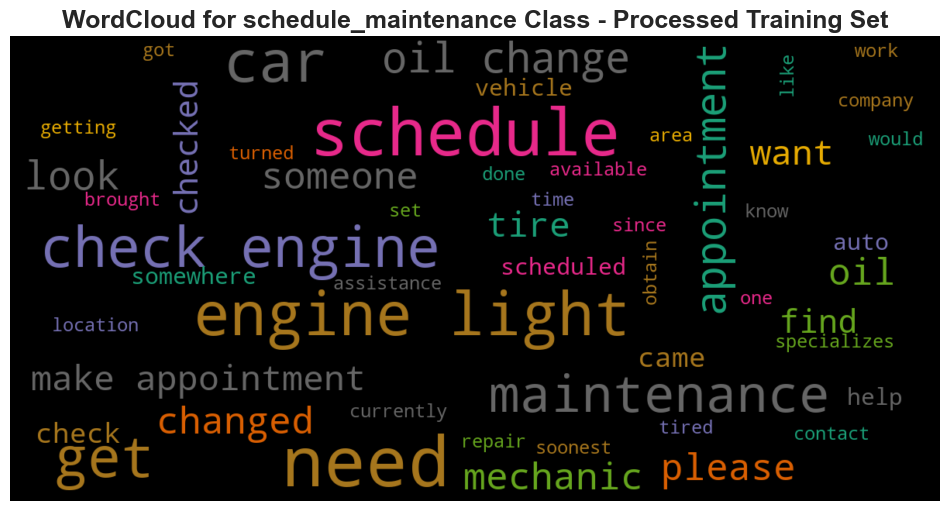 WordCloud for schedule_maintenance Class - Processed Training Set
got
car
oil change
work
like
vehicle
checked
company
appointment
schedule
getting
area
would
turned
want
look
someone
done
available
brought
time
set
know
since
tire
check engine
auto
scheduled
somewhere
assistance
obtain
oil
one
engine light
location
find
specializes
came
make appointment
maintenance
help
changed
currently
check
tired
contact
repair
soonest
get
need
mechanic
please